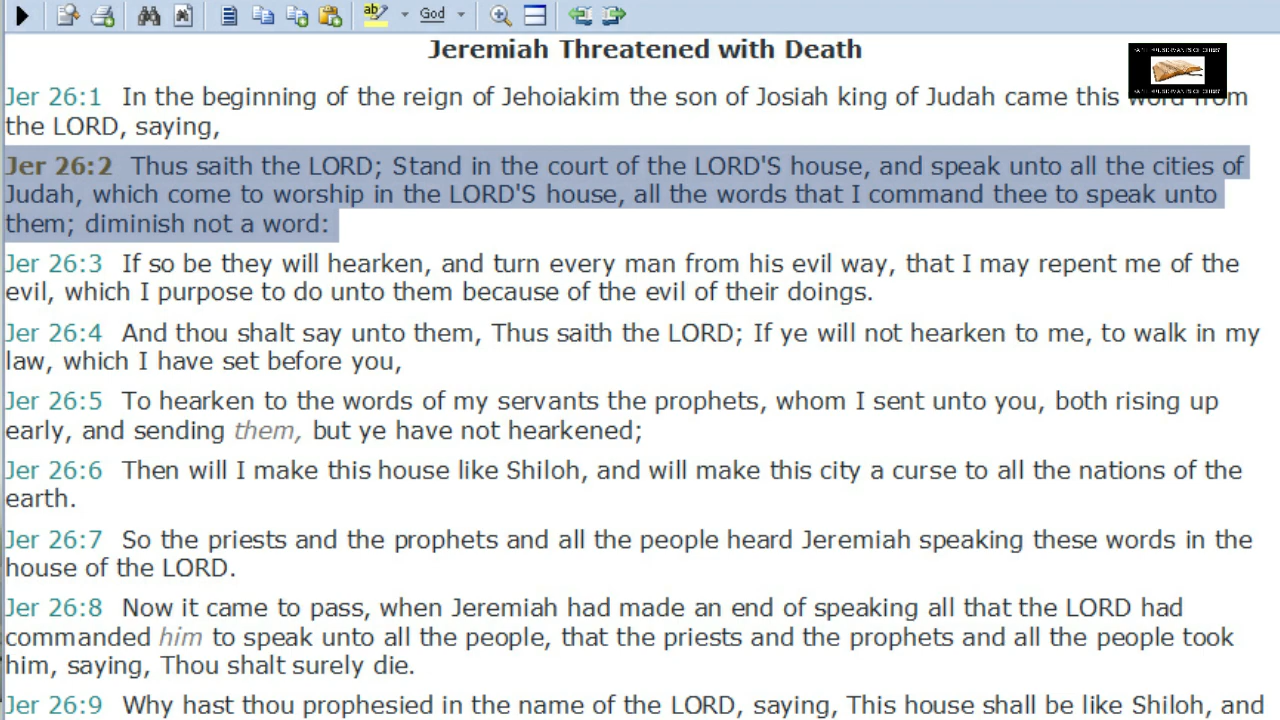 ab
God
Jeremiah Threatened with Death
Jer 26:1 In the beginning of the reign of Jehoiakim the son of Josiah king of Judah came this word from
the LORD, saying,
Jer 26:2 Thus saith the LORD; Stand in the court of the LORD'S house, and speak unto all the cities of
Judah, which come to worship in the LORD'S house, all the words that I command thee to speak unto
them; diminish not a word:
Jer 26:3 If so be they will hearken, and turn every man from his evil way, that I may repent me of the
evil, which I purpose to do unto them because of the evil of their doings.
Jer 26:4 And thou shalt say unto them, Thus saith the LORD; If ye will not hearken to me, to walk in my
law, which I have set before you,
Jer 26:5 To hearken to the words of my servants the prophets, whom I sent unto you, both rising up
early, and sending them, but ye have not hearkened;
Jer 26:6 Then will I make this house like Shiloh, and will make this city a curse to all the nations of the
earth.
Jer 26:7 So the priests and the prophets and all the people heard Jeremiah speaking these words in the
house of the LORD.
Jer 26:8 Now it came to pass, when Jeremiah had made an end of speaking all that the LORD had
commanded him to speak unto all the people, that the priests and the prophets and all the people took
him, saying, Thou shalt surely die.
Jer 26:9 Why hast thou prophesied in the name of the LORD, saying, This house shall be like Shiloh, and